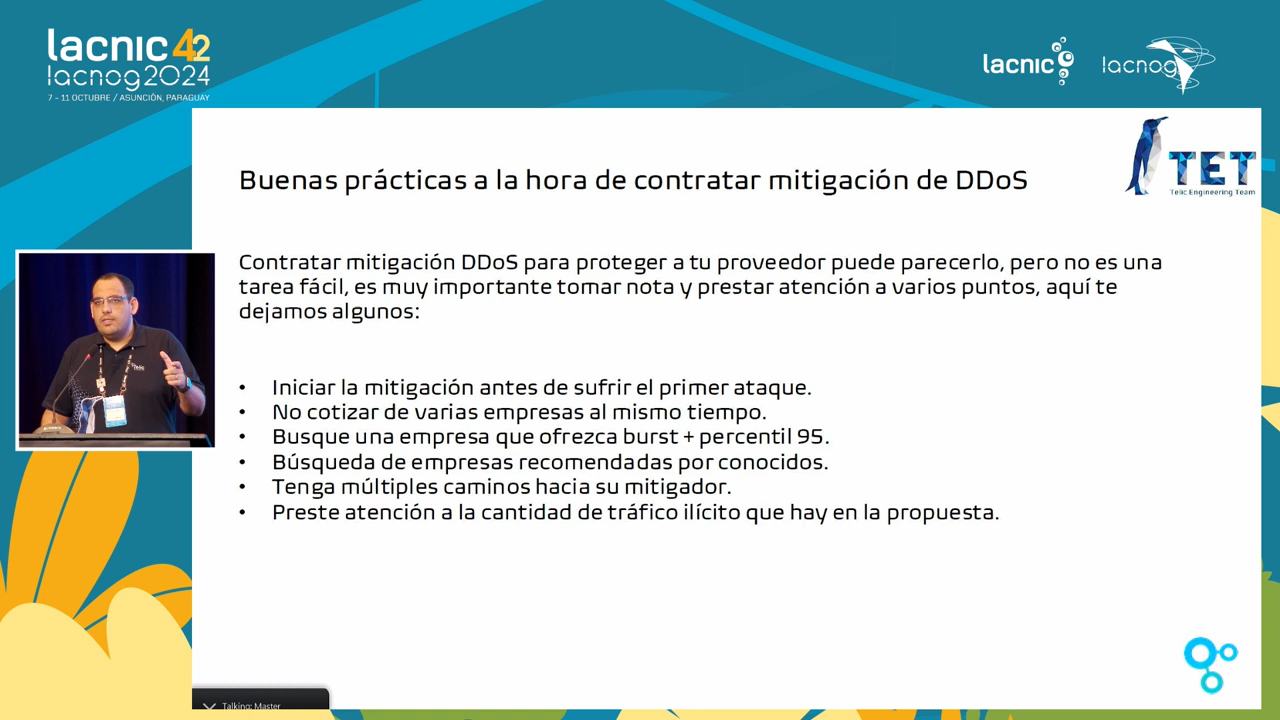 lacnic 42
lacnog2024
7 - 11 OCTUBRE / ASUNCIÓN, PARAGUAY
lacnic
lacnog
TET
Telic Engineering Team
Buenas prácticas a la hora de contratar mitigación de DDoS
Contratar mitigación DDoS para proteger a tu proveedor puede parecerlo, pero no es una
tarea fácil, es muy importante tomar nota y prestar atención a varios puntos, aquí te
dejamos algunos:
• Iniciar la mitigación antes de sufrir el primer ataque.
• No cotizar de varias empresas al mismo tiempo.
• Busque una empresa que ofrezca burst + percentil 95.
• Búsqueda de empresas recomendadas por conocidos.
• Tenga múltiples caminos hacia su mitigador.
• Preste atención a la cantidad de tráfico ilícito que hay en la propuesta.
Telic
Talking: Master